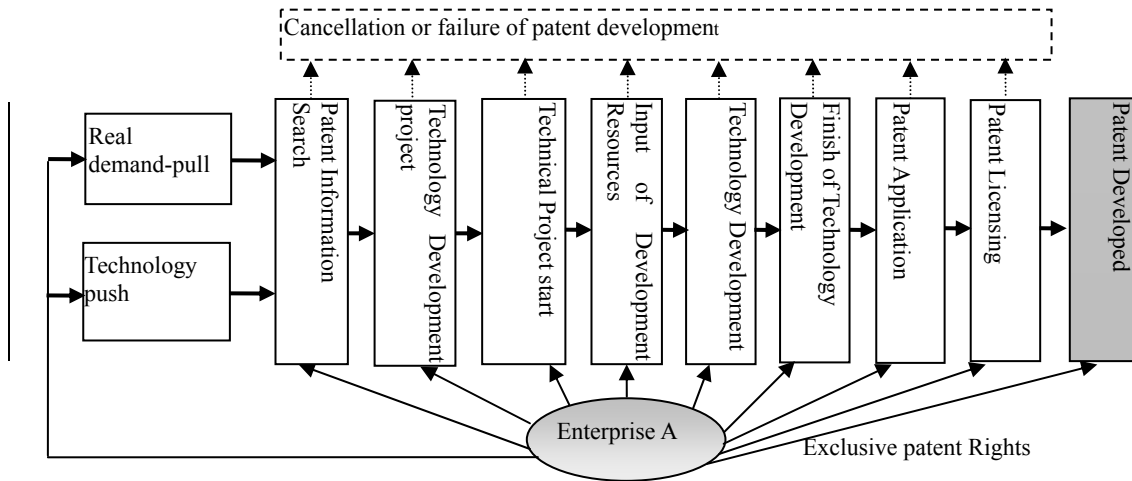 Cancellation or failure of patent development
Real
demand-pull
Technology
push
Patent Information
Search
Technology Development
project
Technical Project start
Input of Development
Resources
Technology Development
Finish of Technology
Development
Patent Application
Patent Licensing
Patent Developed
Enterprise A
Exclusive patent Rights